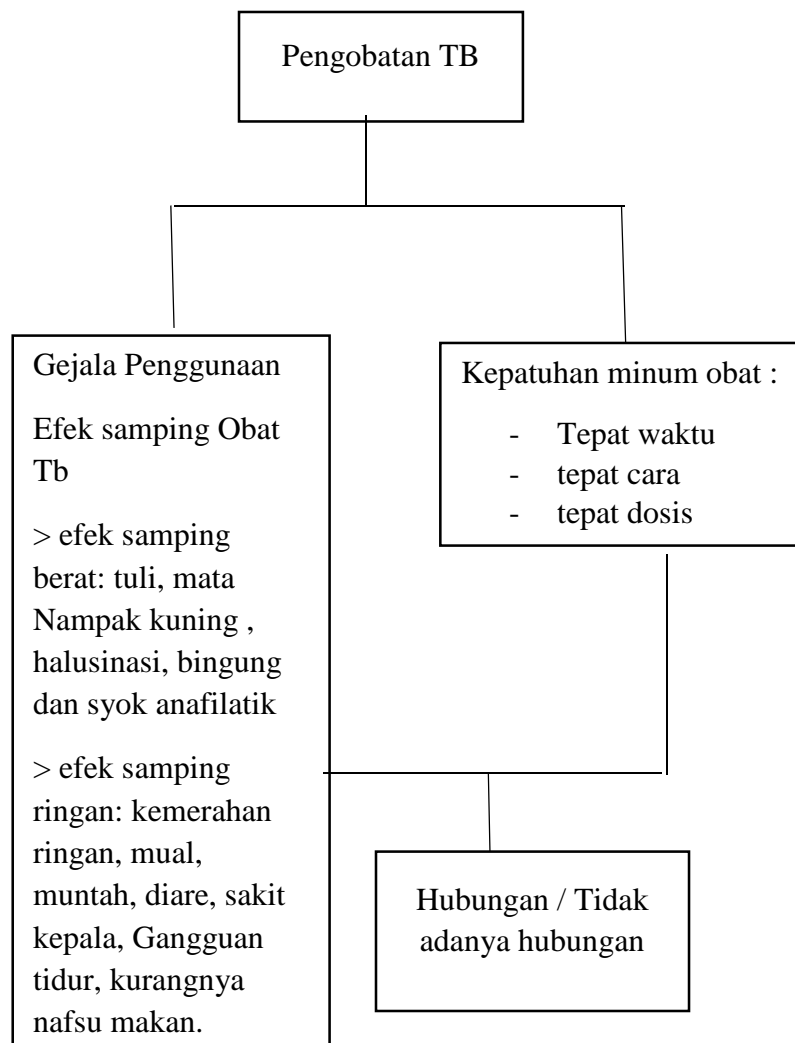 Pengobatan TB
Gejala Penggunaan
Efek samping Obat
Tb
> efek samping
berat: tuli, mata
Nampak kuning ,
halusinasi, bingung
dan syok anafilatik
> efek samping
ringan: kemerahan
ringan, mual,
muntah, diare, sakit
kepala, Gangguan
tidur, kurangnya
nafsu makan.
Kepatuhan minum obat :
- Tepat waktu
- tepat cara
- tepat dosis
Hubungan / Tidak
adanya hubungan